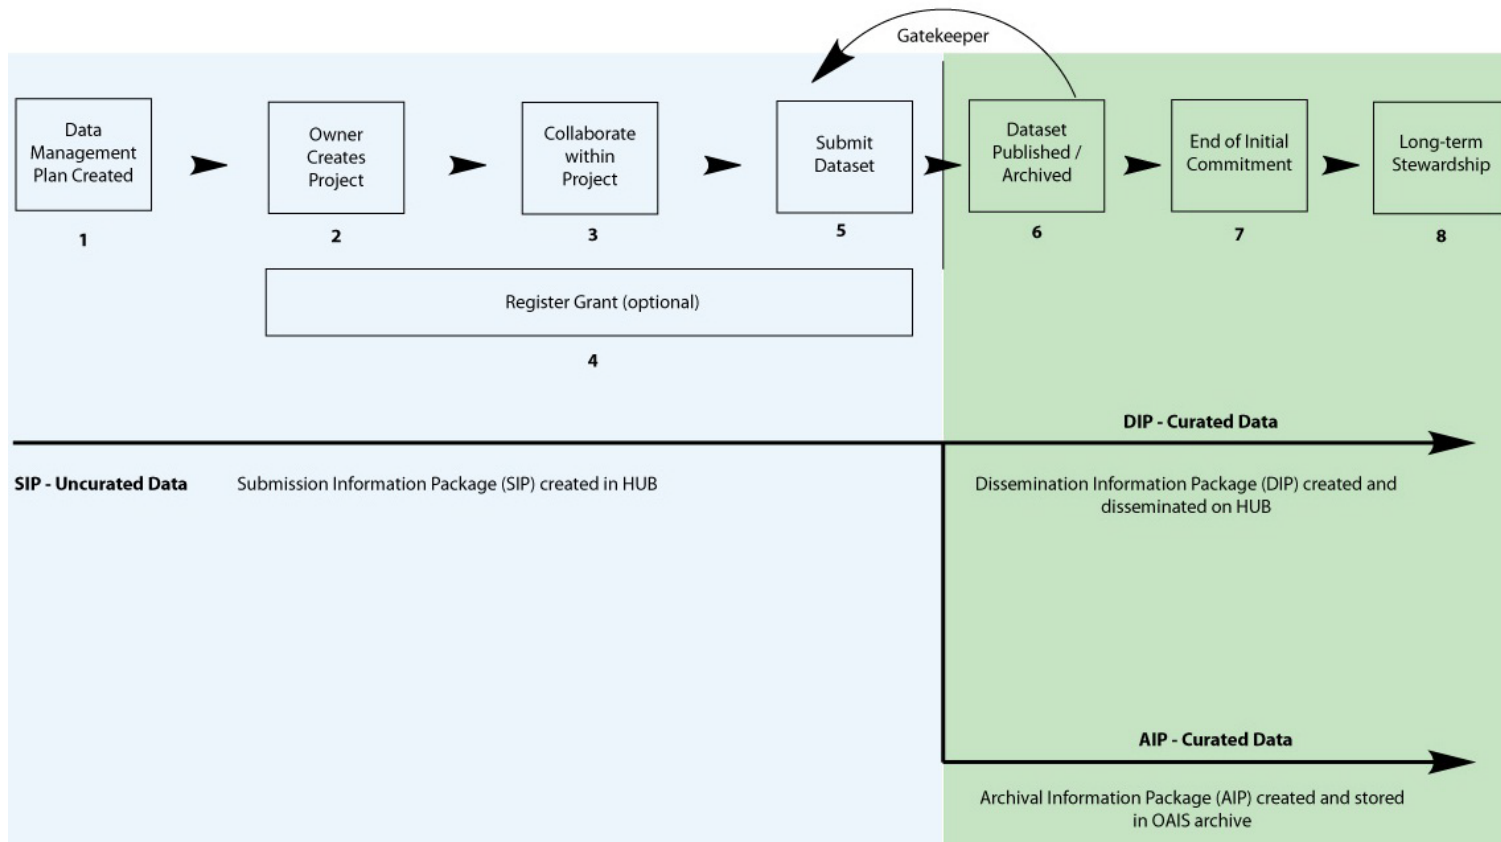 Gatekeeper
Data
Management
Plan Created
1
Owner
Creates
Project
2
Collaborate
within
Project
3
Submit
Dataset
5
Dataset
Published /
Archived
6
End of Initial
Commitment
7
Long-term
Stewardship
8
Register Grant (optional)
4
DIP - Curated Data
SIP - Uncurated Data
Submission Information Package (SIP) created in HUB
Dissemination Information Package (DIP) created and
disseminated on HUB
AIP - Curated Data
Archival Information Package (AIP) created and stored
in OAIS archive